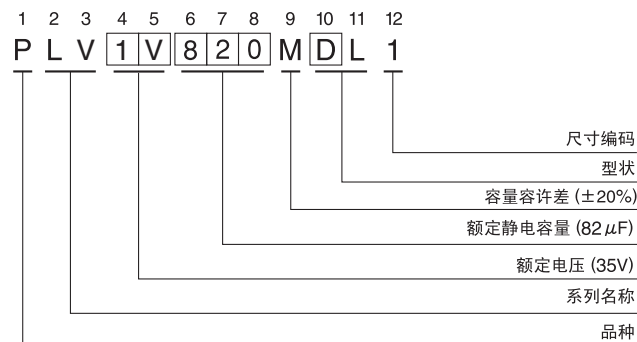 1 2 3 4 5 6 7 8 9 10 11 12
P L V 1 V 8 2 0 M D L 1
尺寸编码
型状
容量容许差 (±20%)
额定静电容量 (82μF)
额定电压 (35V)
系列名称
品种